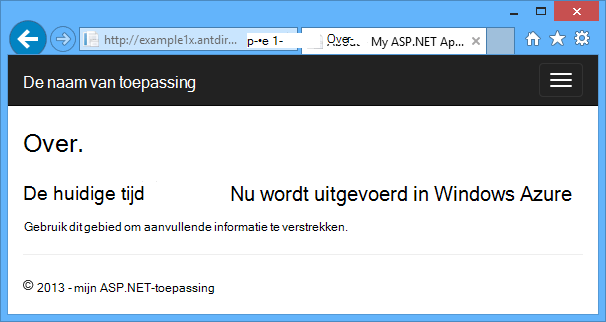 http://example1x.antdir... p-•e 1- Over. My ASP.NET Ap...
De naam van toepassing
Over.
De huidige tijd Nu wordt uitgevoerd in Windows Azure
Gebruik dit gebied om aanvullende informatie te verstrekken.
© 2013 - mijn ASP.NET-toepassing